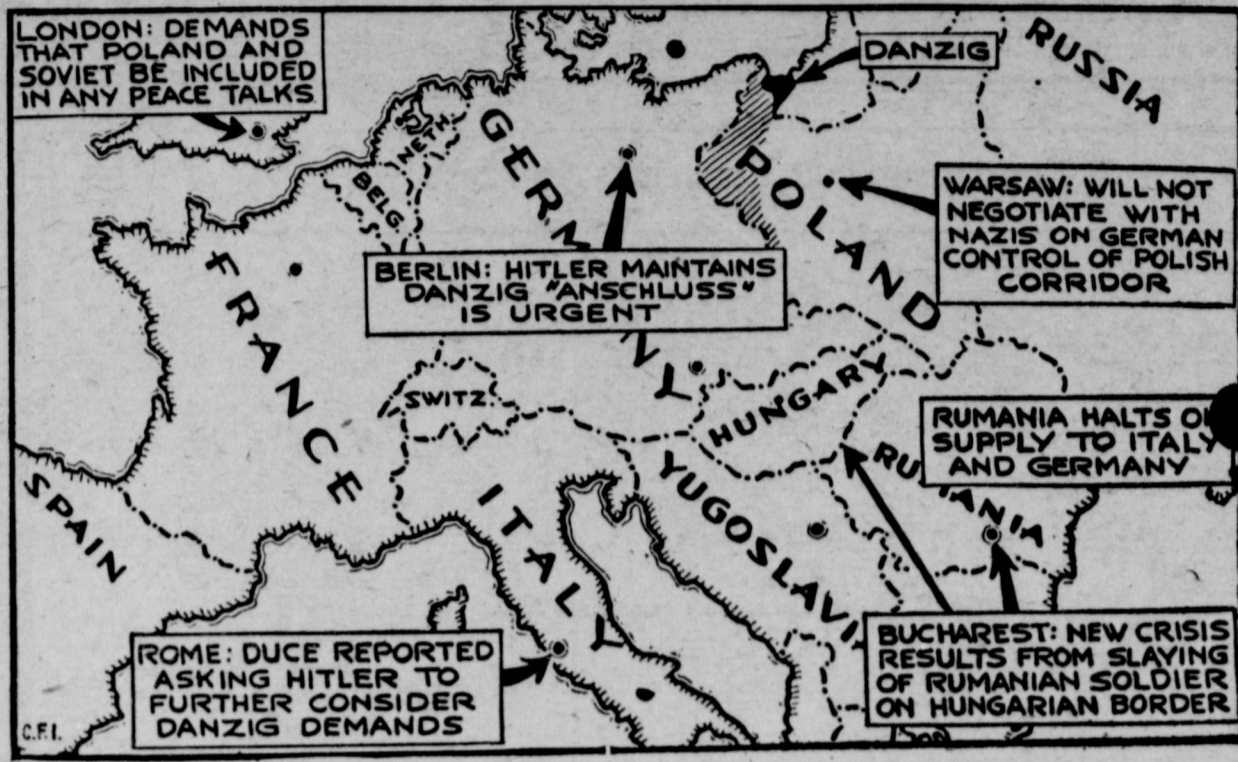 LONDON: DEMANDS
THAT POLAND AND
SOVIET BE INCLUDED
IN ANY PEACE TALKS
DANZIG
RUSSIA
NETH.
BELG.
GERMANY
POLAND
WARSAW: WILL NOT
NEGOTIATE WITH
NAZIS ON GERMAN
CONTROL OF POLISH
CORRIDOR
BERLIN: HITLER MAINTAINS
DANZIG "ANSCHLUSS"
IS URGENT
FRANCE
SWITZ.
HUNGARY
RUMANIA HALTS
SUPPLY TO ITALY
AND GERMANY
RUMANIA
SPAIN
ITALY
YUGOSLAVI
ROME: DUCE REPORTED
ASKING HITLER TO
FURTHER CONSIDER
DANZIG DEMANDS
BUCHAREST: NEW CRISIS
RESULTS FROM SLAYING
OF RUMANIAN SOLDIER
ON HUNGARIAN BORDER
C.F.I.